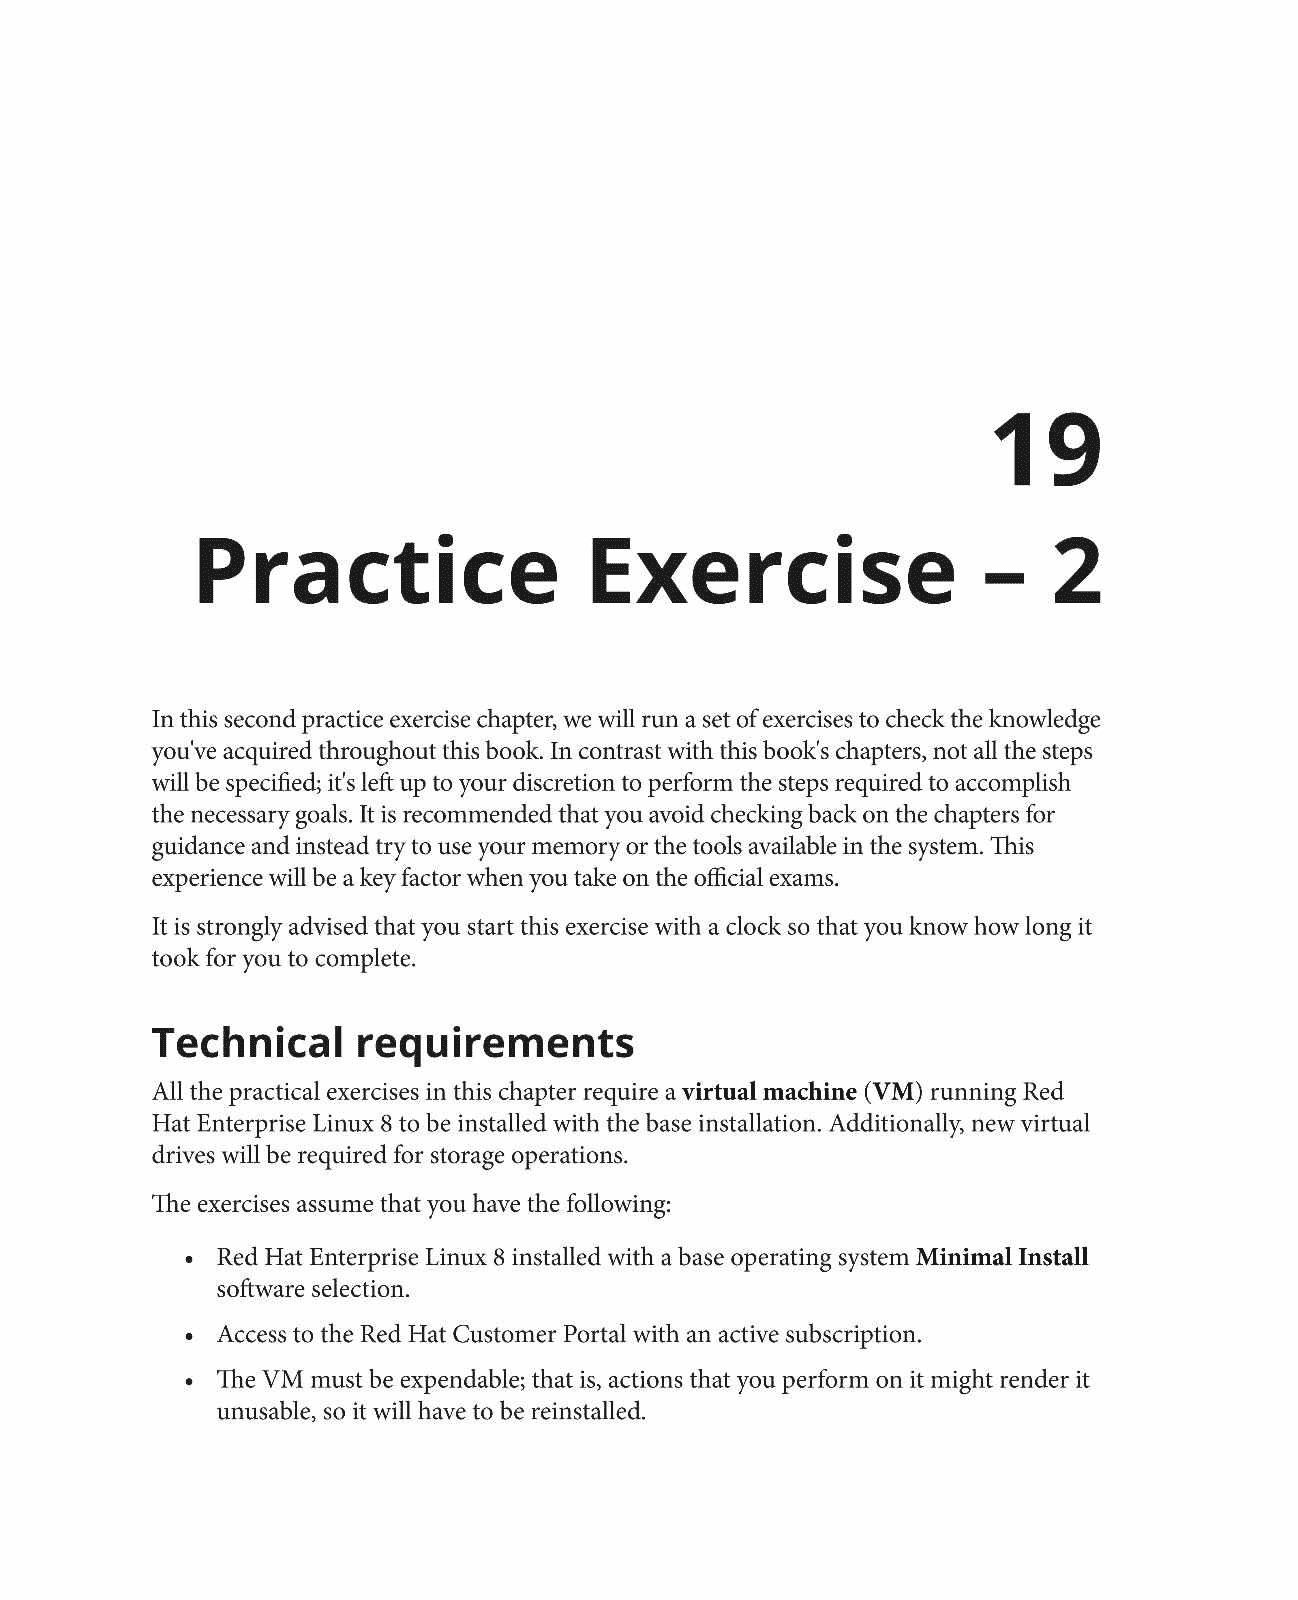 19
Practice Exercise – 2
In this second practice exercise chapter, we will run a set of exercises to check the knowledge
you've acquired throughout this book. In contrast with this book's chapters, not all the steps
will be specified; it's left up to your discretion to perform the steps required to accomplish
the necessary goals. It is recommended that you avoid checking back on the chapters for
guidance and instead try to use your memory or the tools available in the system. This
experience will be a key factor when you take on the official exams.
It is strongly advised that you start this exercise with a clock so that you know how long it
took for you to complete.
Technical requirements
All the practical exercises in this chapter require a virtual machine (VM) running Red
Hat Enterprise Linux 8 to be installed with the base installation. Additionally, new virtual
drives will be required for storage operations.
The exercises assume that you have the following:
• Red Hat Enterprise Linux 8 installed with a base operating system Minimal Install
software selection.
• Access to the Red Hat Customer Portal with an active subscription.
• The VM must be expendable; that is, actions that you perform on it might render it
unusable, so it will have to be reinstalled.